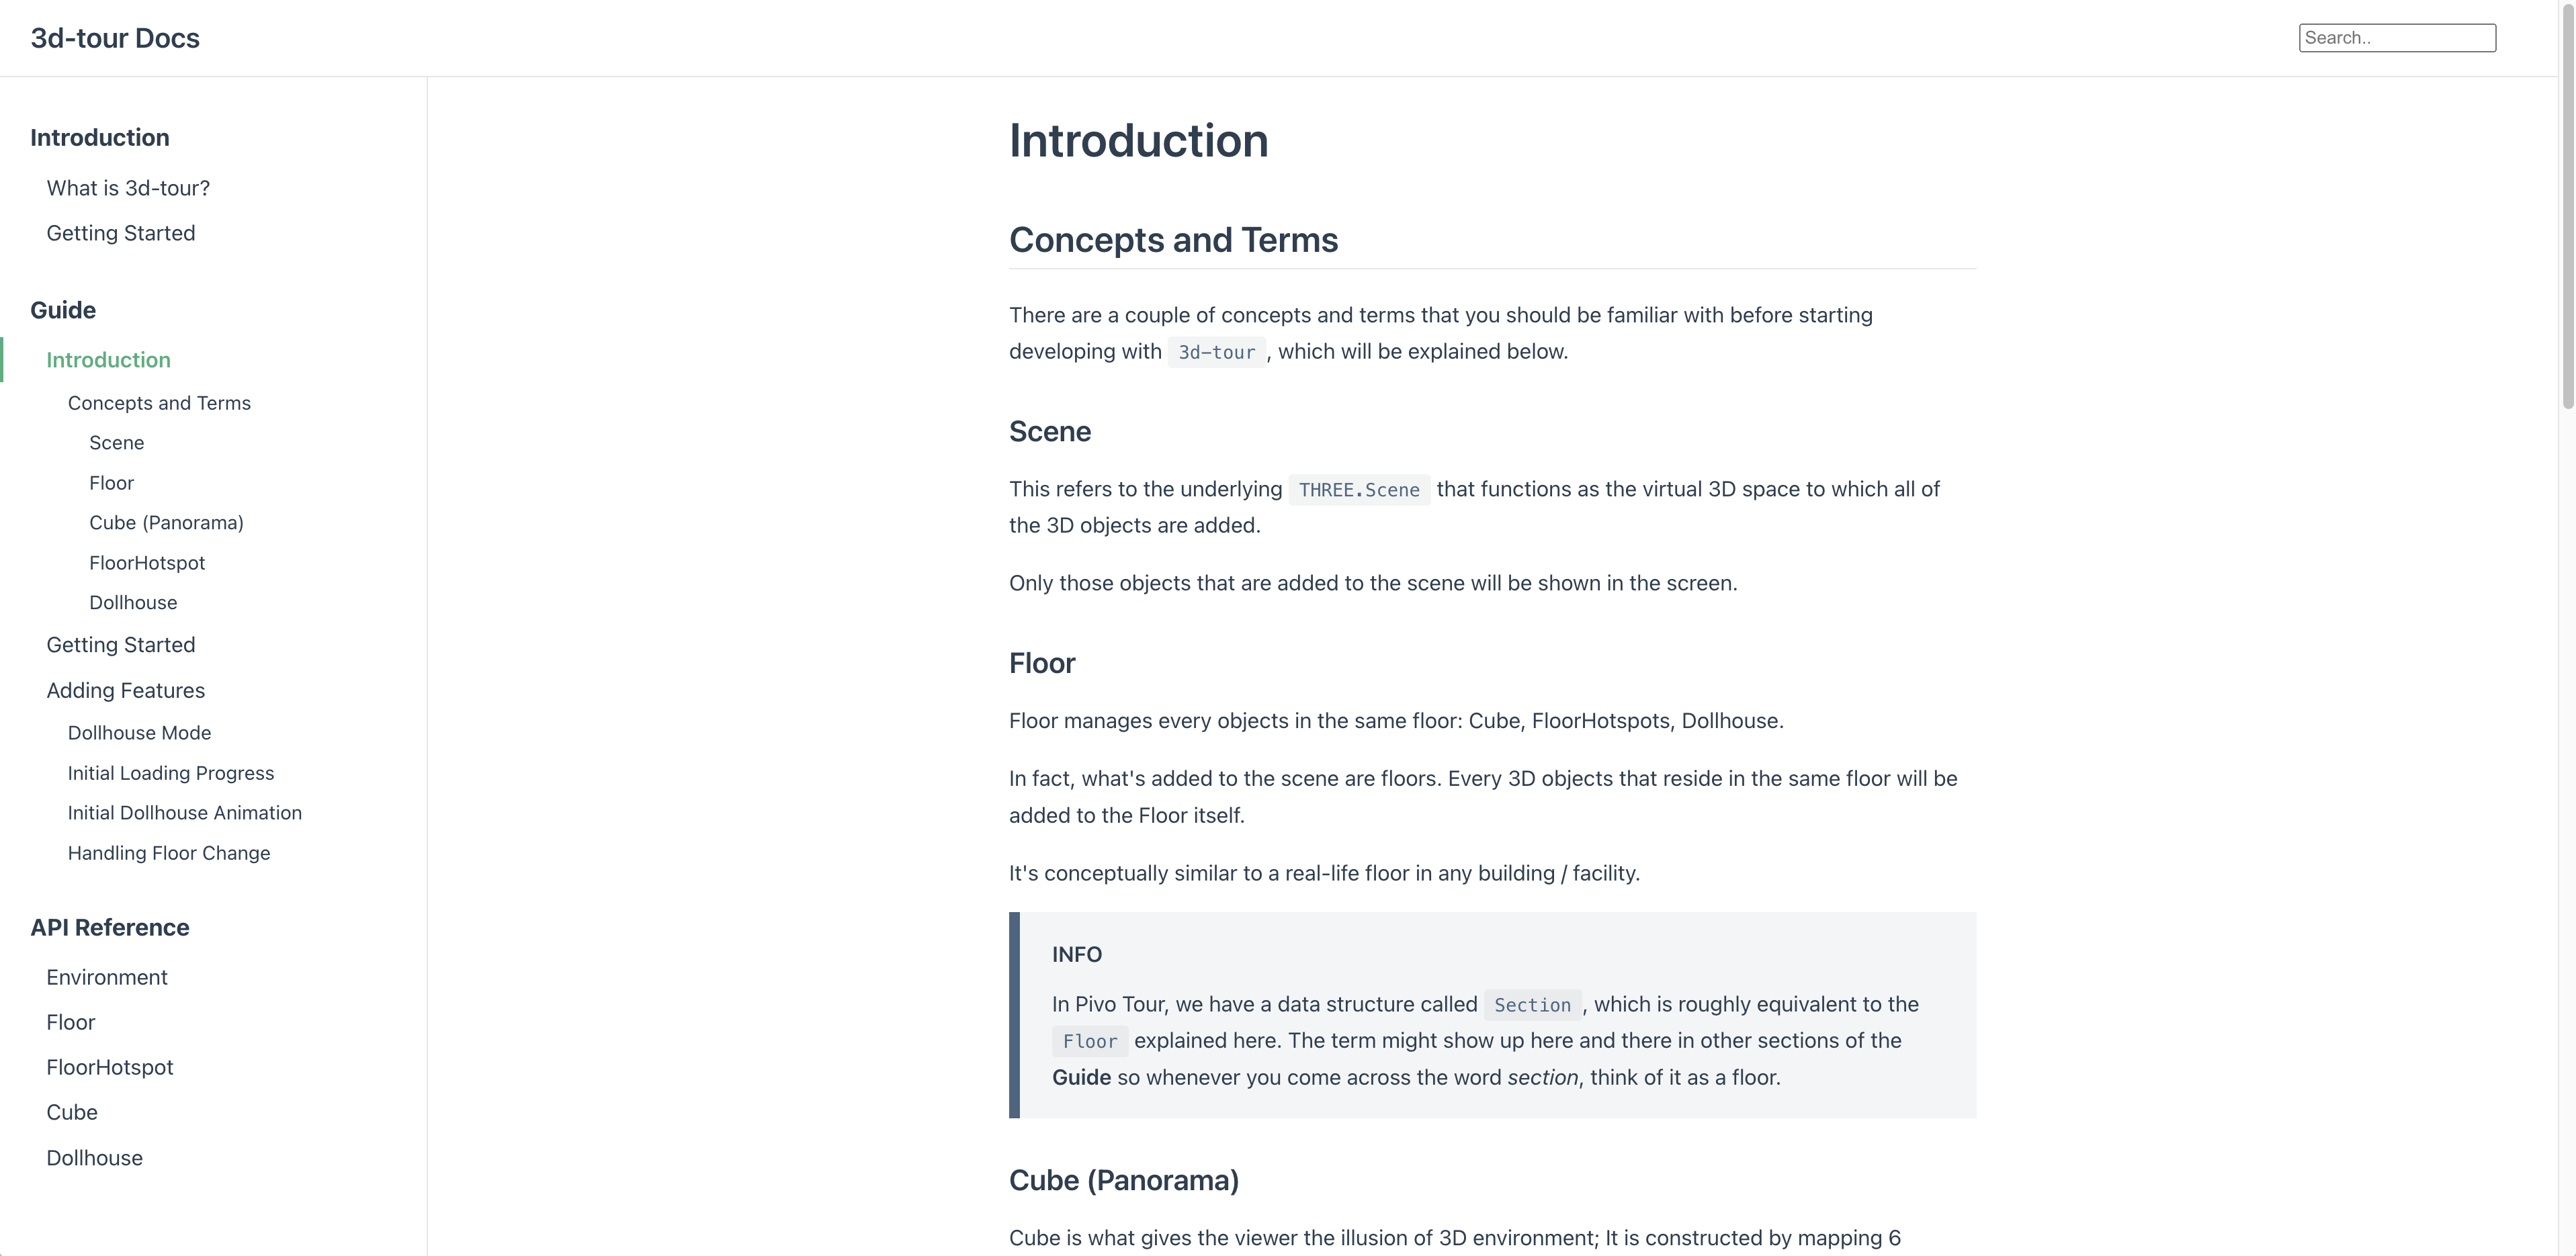 3d-tour Docs
Search..
Introduction
What is 3d-tour?
Getting Started
Guide
Introduction
Concepts and Terms
Scene
Floor
Cube (Panorama)
FloorHotspot
Dollhouse
Getting Started
Adding Features
Dollhouse Mode
Initial Loading Progress
Initial Dollhouse Animation
Handling Floor Change
API Reference
Environment
Floor
FloorHotspot
Cube
Dollhouse
Introduction
Concepts and Terms
There are a couple of concepts and terms that you should be familiar with before starting
developing with 3d-tour, which will be explained below.
Scene
This refers to the underlying THREE.Scene that functions as the virtual 3D space to which all of
the 3D objects are added.
Only those objects that are added to the scene will be shown in the screen.
Floor
Floor manages every objects in the same floor: Cube, FloorHotspots, Dollhouse.
In fact, what's added to the scene are floors. Every 3D objects that reside in the same floor will be
added to the Floor itself.
It's conceptually similar to a real-life floor in any building / facility.
INFO
In Pivo Tour, we have a data structure called Section, which is roughly equivalent to the
Floor explained here. The term might show up here and there in other sections of the
Guide so whenever you come across the word section, think of it as a floor.
Cube (Panorama)
Cube is what gives the viewer the illusion of 3D environment; It is constructed by mapping 6